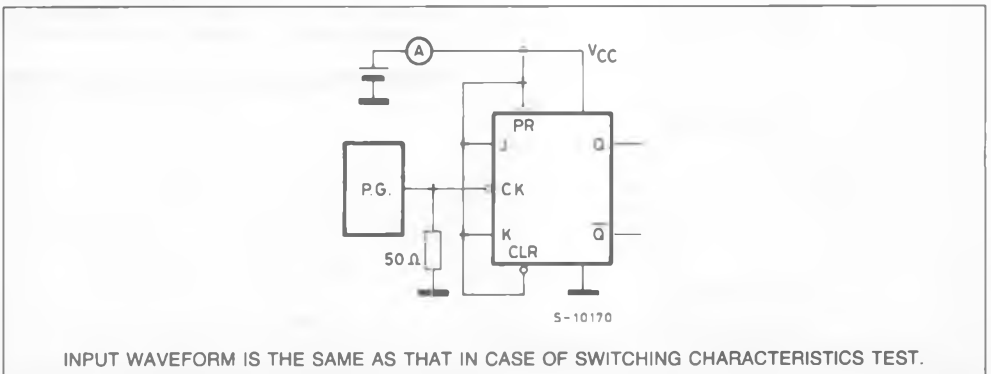 A
VCC
PR
J
Q
P.G.
CK
K
Q̅
CLR
50 Ω
S-10170
INPUT WAVEFORM IS THE SAME AS THAT IN CASE OF SWITCHING CHARACTERISTICS TEST.